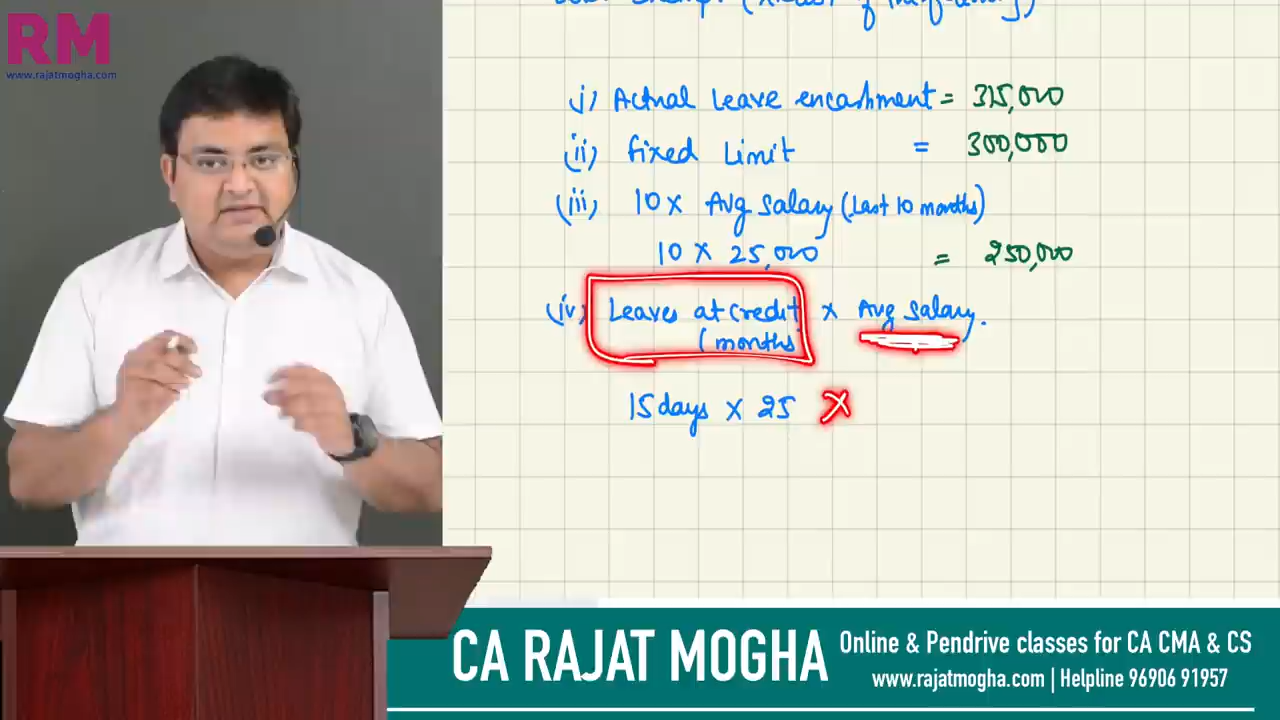 RM
www.rajatmogha.com
i) Actual Leave encashment = 315,000
ii) fixed Limit = 300,000
(iii) 10 x Avg salary (Last 10 months)
10 x 25,000 = 250,000
(iv) Leaves at credit x Avg salary.
(months
15 days x 25 x
CA RAJAT MOGHA
Online & Pendrive classes for CA CMA & CS
www.rajatmogha.com | Helpline 96906 91957